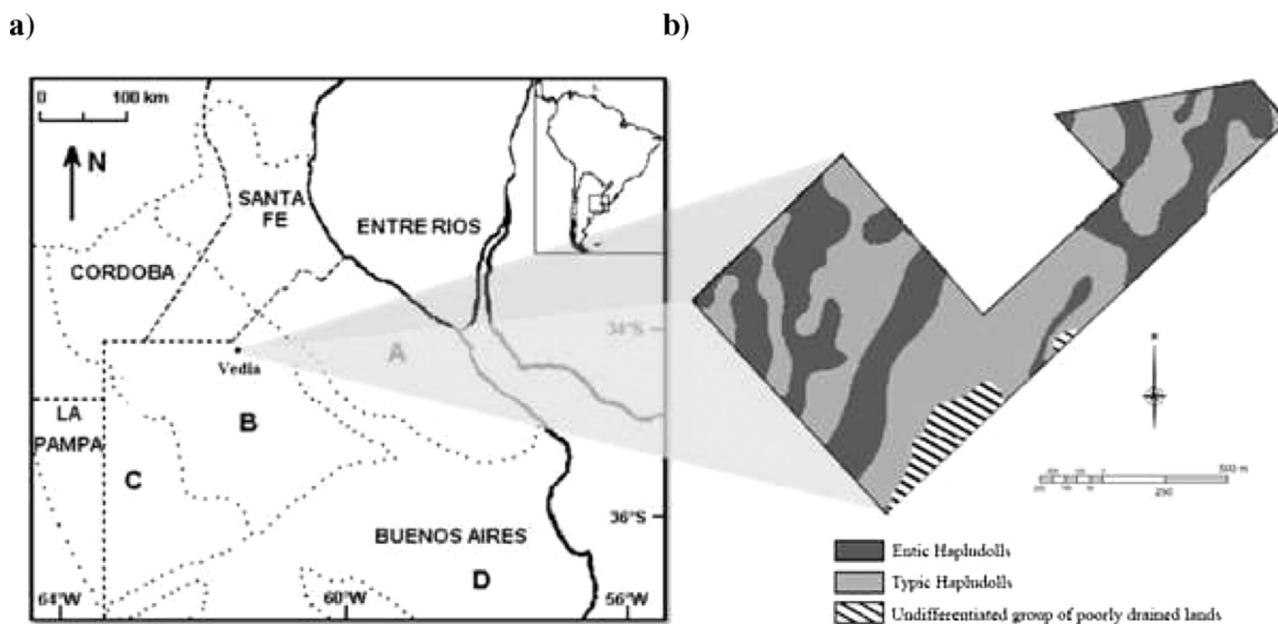 a)
b)
0 100 km
N
SANTA
FE
ENTRE RIOS
CORDOBA
34°S
A
Vedia
LA
PAMPA
B
C
36°S
BUENOS AIRES
D
64°W
60°W
56°W
500 m
250
Entic Hapludolls
Typic Hapludolls
Undifferentiated group of poorly drained lands